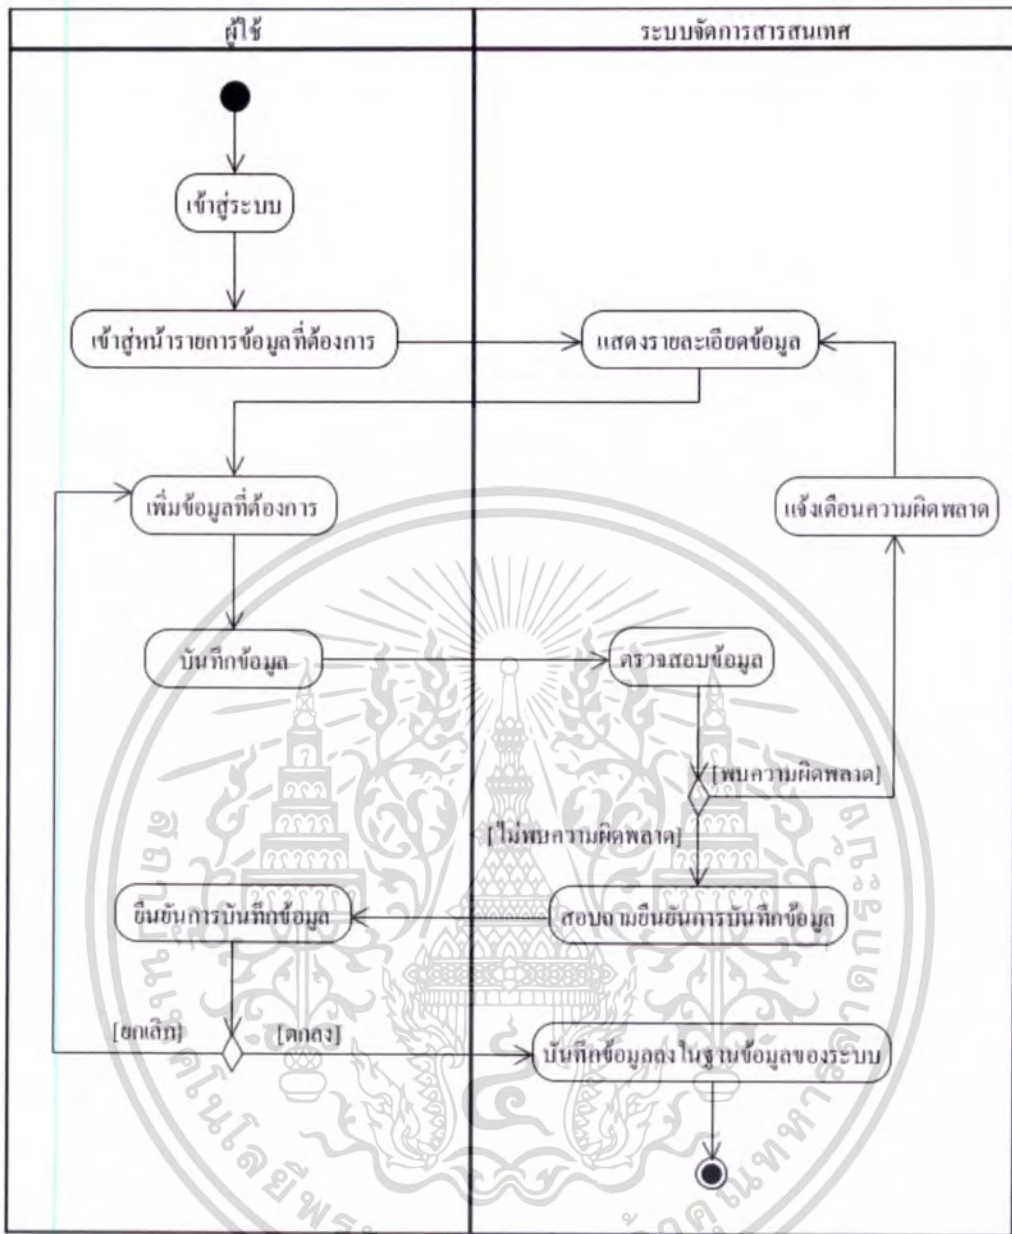 ผู้ใช้
ระบบจัดการสารสนเทศ
เข้าสู่ระบบ
เข้าสู่หน้ารายการข้อมูลที่ต้องการ
แสดงรายละเอียดข้อมูล
เพิ่มข้อมูลที่ต้องการ
แจ้งเตือนความผิดพลาด
บันทึกข้อมูล
ตรวจสอบข้อมูล
[พบความผิดพลาด]
[ไม่พบความผิดพลาด]
ยืนยันการบันทึกข้อมูล
สอบถามยืนยันการบันทึกข้อมูล
[ยกเลิก]
[ตกลง]
บันทึกข้อมูลลงในฐานข้อมูลของระบบ